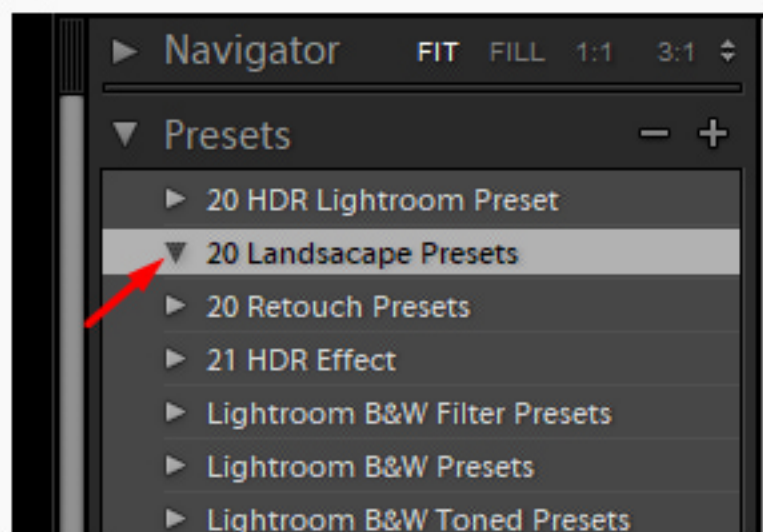 Navigator FIT FILL 1:1 3:1
Presets
20 HDR Lightroom Preset
20 Landsacape Presets
20 Retouch Presets
21 HDR Effect
Lightroom B&W Filter Presets
Lightroom B&W Presets
Lightroom B&W Toned Presets